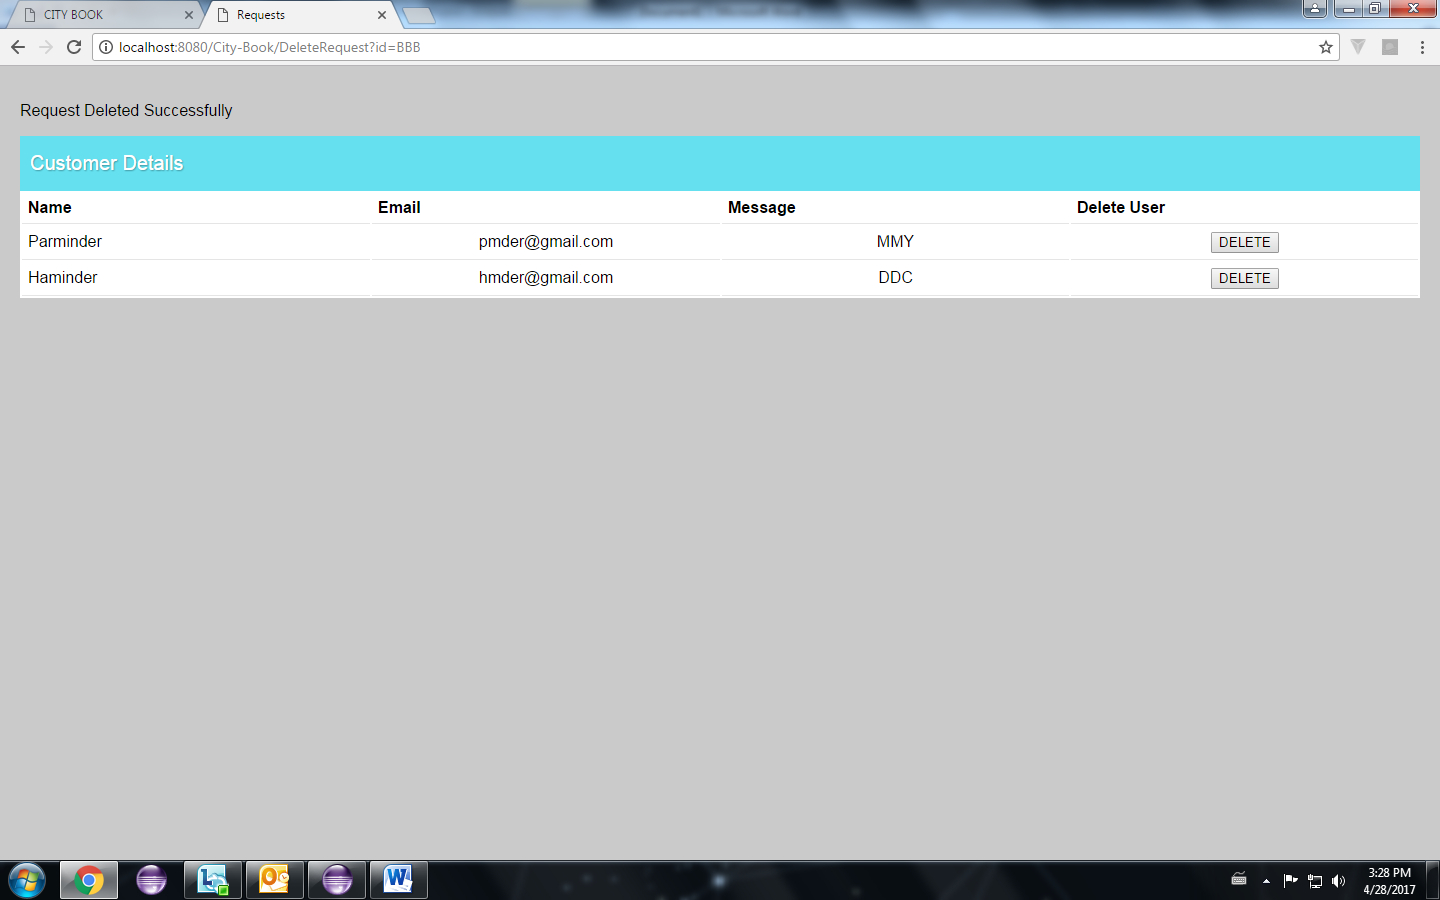 CITY BOOK
Requests
localhost:8080/City-Book/DeleteRequest?id=BBB
Request Deleted Successfully
Customer Details
Name Email Message Delete User
Parminder pmder@gmail.com MMY DELETE
Haminder hmder@gmail.com DDC DELETE
3:28 PM
4/28/2017